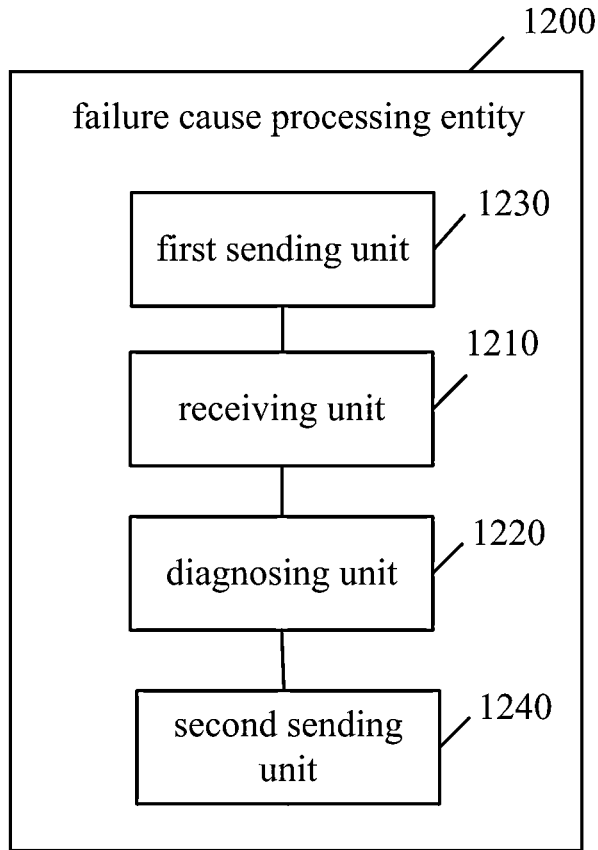 1200
failure cause processing entity
1230
first sending unit
1210
receiving unit
1220
diagnosing unit
1240
second sending
unit